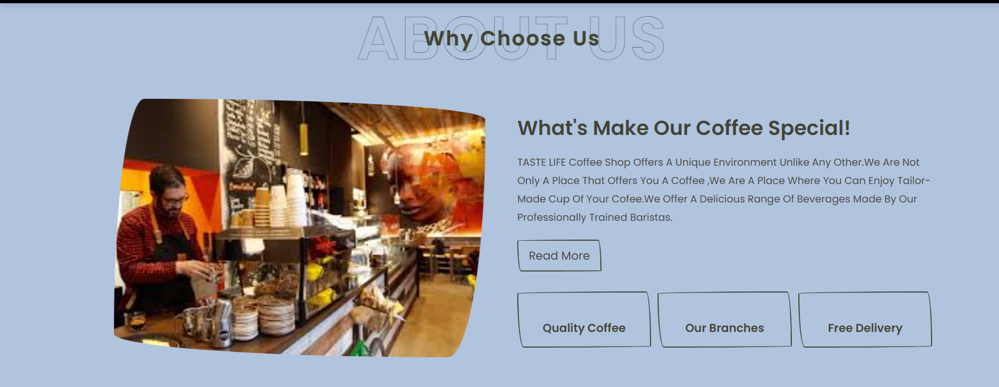 ABOUT US
Why Choose Us
What's Make Our Coffee Special!
TASTE LIFE Coffee Shop Offers A Unique Environment Unlike Any Other.We Are Not
Only A Place That Offers You A Coffee ,We Are A Place Where You Can Enjoy Tailor-
Made Cup Of Your Cofee.We Offer A Delicious Range Of Beverages Made By Our
Professionally Trained Baristas.
Read More
Quality Coffee
Our Branches
Free Delivery